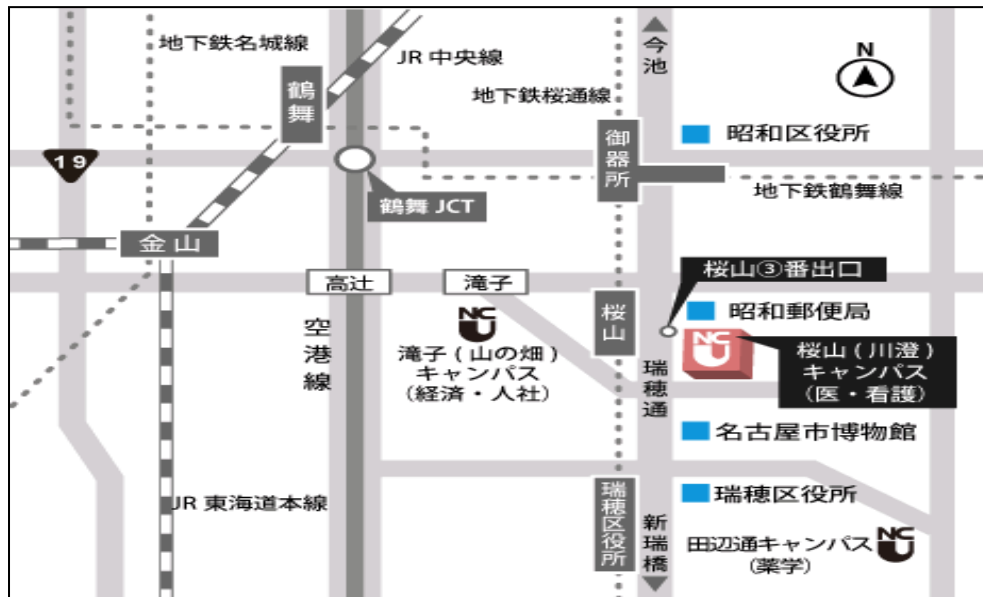 地下鉄名城線
JR 中央線
今池
N
鶴舞
地下鉄桜通線
昭和区役所
19
御器所
地下鉄鶴舞線
鶴舞 JCT
金山
桜山③番出口
高辻
滝子
昭和郵便局
桜山
NCU
NCU
空港線
滝子 ( 山の畑 )
キャンパス
(経済・人社)
瑞穂通
桜山 ( 川澄 )
キャンパス
(医・看護)
名古屋市博物館
JR 東海道本線
瑞穂区役所
瑞穂区役所
新瑞橋
田辺通キャンパス
(薬学)
NCU